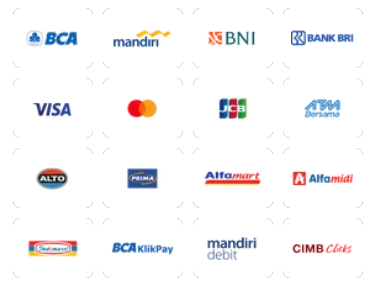 BCA
mandiri
BNI
BANK BRI
VISA
JCB
ATM
Bersama
ALTO
PRIMA
Alfamart
Alfamidi
Indomaret
BCA KlikPay
mandiri
debit
CIMB Clicks